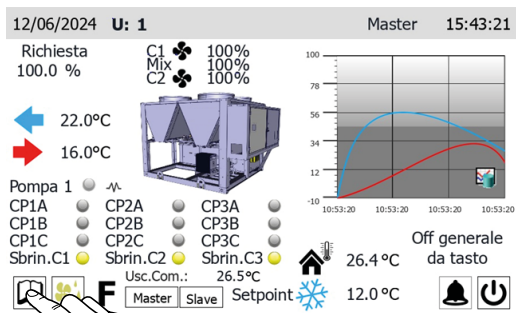 12/06/2024 U: 1 Master 15:43:21
Richiesta
100.0 %
C1 100%
Mix 100%
C2 100%
22.0°C
16.0°C
100
78
56
34
12
-10
10:53:20 10:53:20 10:53:20 10:53:20
Pompa 1
CP1A CP2A CP3A
CP1B CP2B CP3B
CP1C CP2C CP3C
Sbrin.C1 Sbrin.C2 Sbrin.C3
Off generale
da tasto
26.4 °C
F
Usc.Com.: 26.5°C
Master Slave
Setpoint 12.0 °C